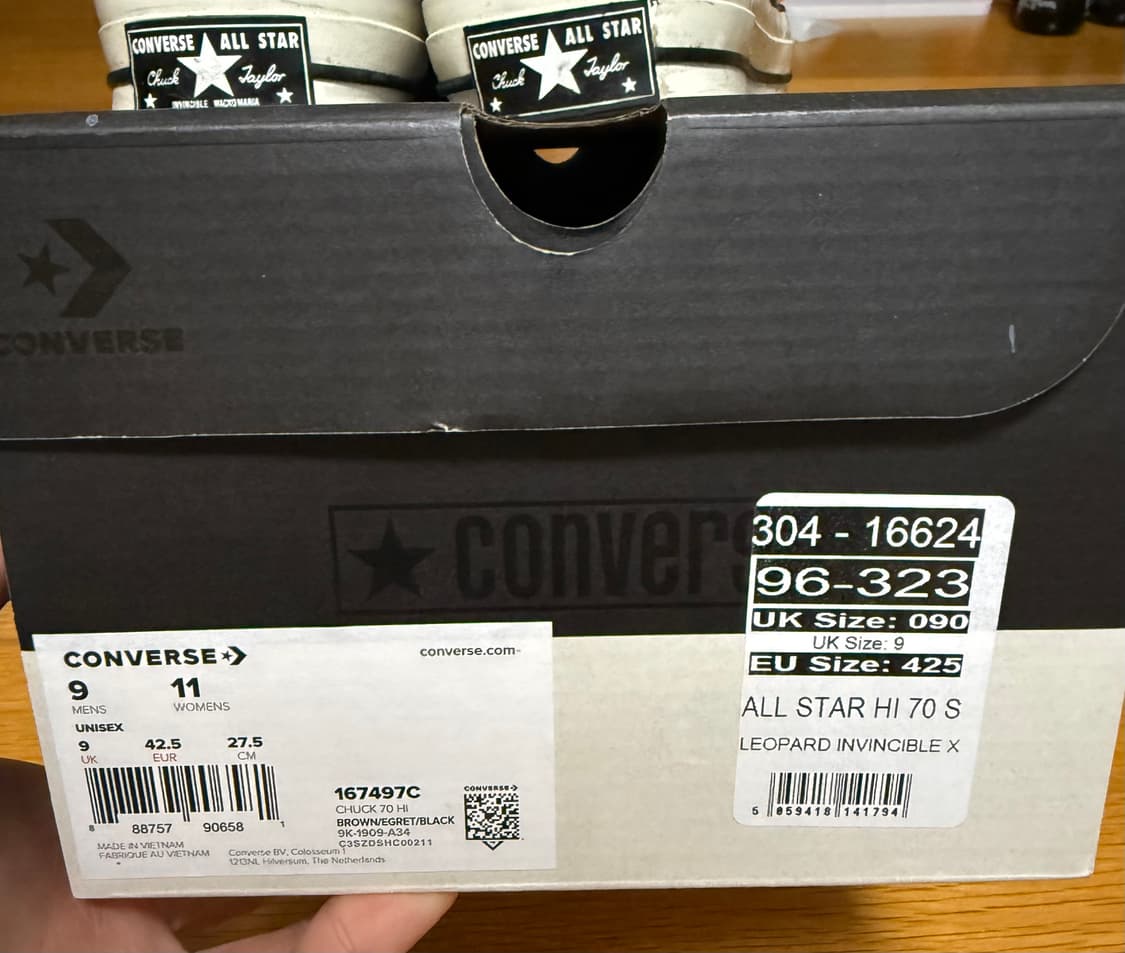 CONVERSE ALL STAR
Chuck Taylor
INVINCIBLE WACKO MARIA
CONVERSE ALL STAR
Chuck Taylor
CONVERSE
convers
304 - 16624
96-323
UK Size: 090
UK Size: 9
EU Size: 425
ALL STAR HI 70 S
LEOPARD INVINCIBLE X
5 059418 141794
CONVERSE
converse.com
9 11
MENS WOMENS
UNISEX
9 42.5 27.5
UK EUR CM
8 88757 90658 1
MADE IN VIETNAM
FABRIQUE AU VIETNAM
Converse BV, Colosseum 1
1213NL Hilversum, The Netherlands
167497C
CHUCK 70 HI
BROWN/EGRET/BLACK
9K-1909-A34
C3SZDSHC00211
CONVERSE